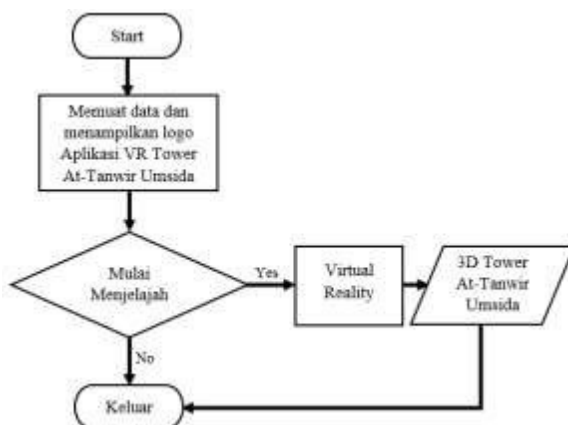 Start
Memuat data dan
menampilkan logo
Aplikasi VR Tower
At-Tanwir Umsida
Mulai
Menjelajah
Yes
Virtual
Reality
3D Tower
At-Tanwir
Umsida
No
Keluar